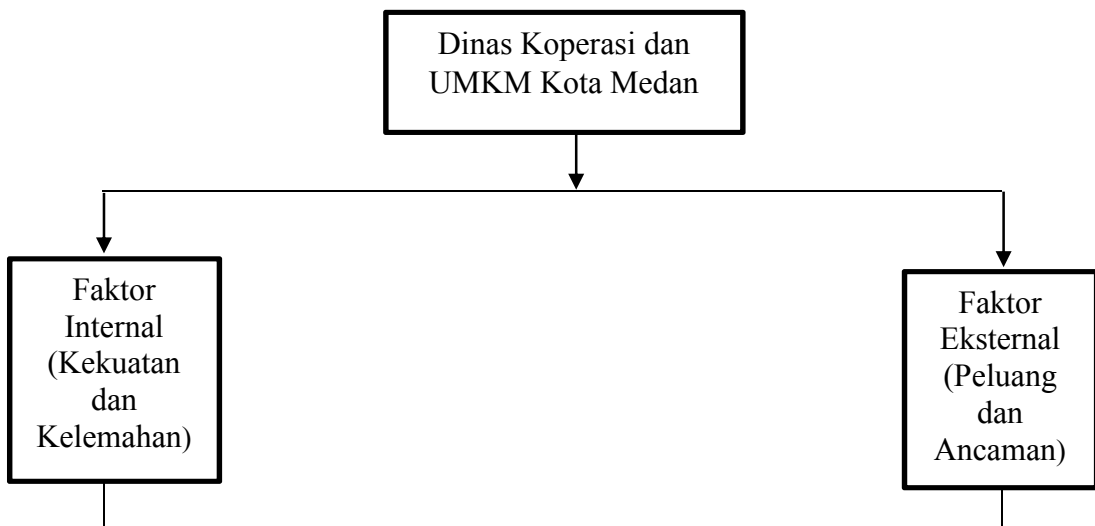 Dinas Koperasi dan
UMKM Kota Medan
Faktor
Internal
(Kekuatan
dan
Kelemahan)
Faktor
Eksternal
(Peluang
dan
Ancaman)